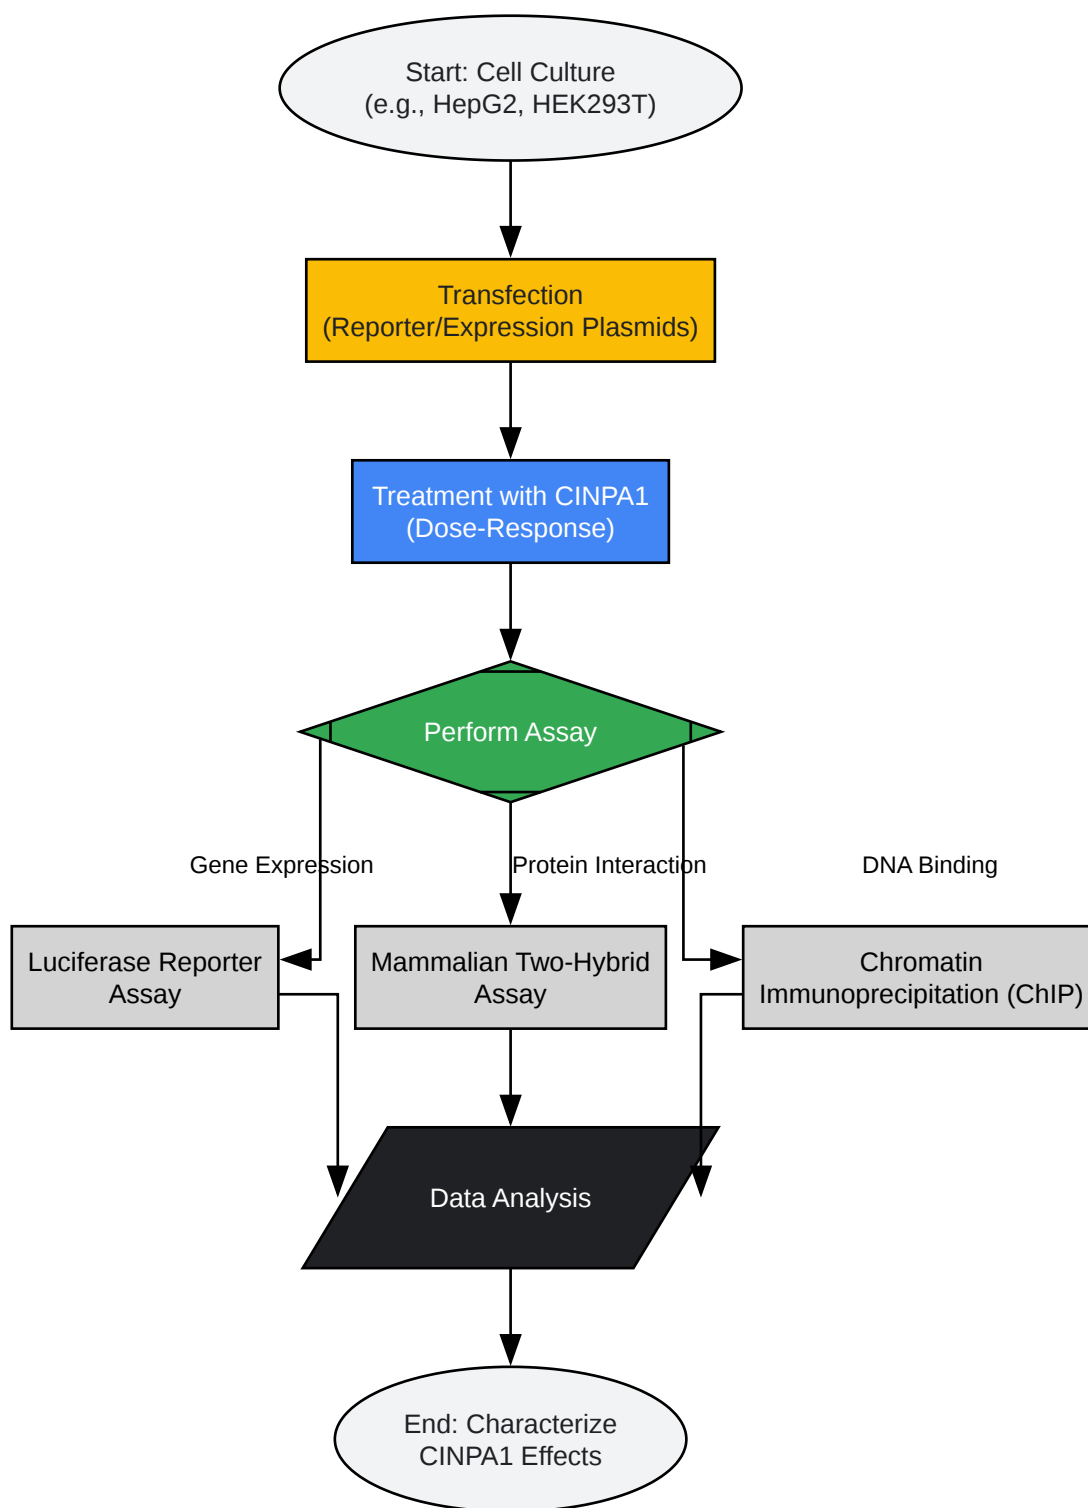 Start: Cell Culture
(e.g., HepG2, HEK293T)
Transfection
(Reporter/Expression Plasmids)
Treatment with CINPA1
(Dose-Response)
Perform Assay
Gene Expression
Protein Interaction
DNA Binding
Luciferase Reporter
Assay
Mammalian Two-Hybrid
Assay
Chromatin
Immunoprecipitation (ChIP)
Data Analysis
End: Characterize
CINPA1 Effects